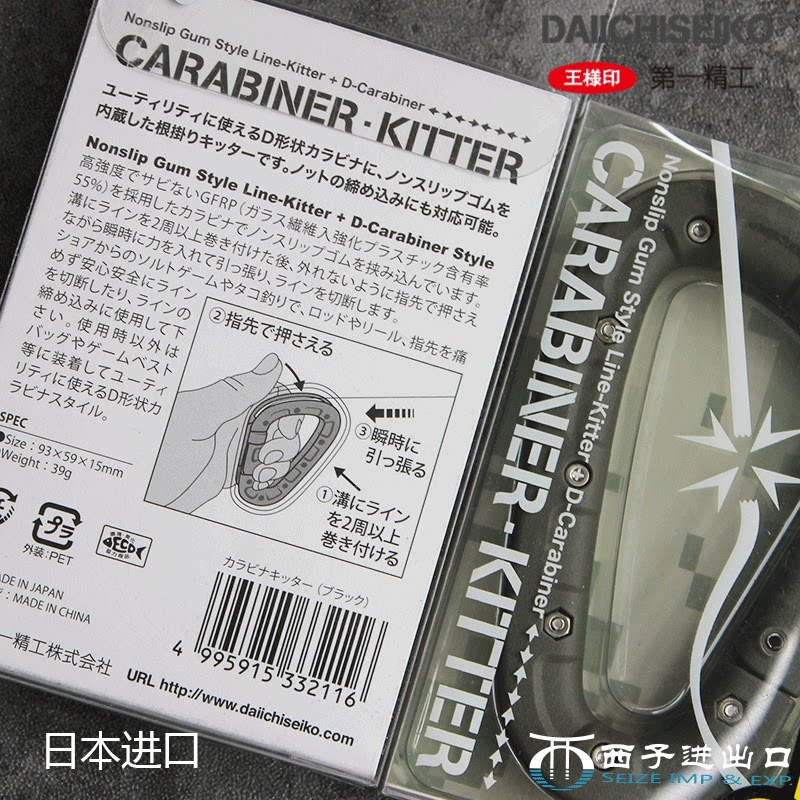 DAIICHISEIKO
王様印 第一精工
Nonslip Gum Style Line-Kitter + D-Carabiner
CARABINER-KITTER
ユーティリティに使えるD形状カラビナに、ノンスリップゴムを
内蔵した根掛りキッターです。ノットの締め込みにも対応可能。
Nonslip Gum Style Line-Kitter + D-Carabiner Style
高強度でサビないGFRP(ガラス繊維入強化プラスチック含有率
55%)を採用したカラビナでノンスリップゴムを挟み込んでいます。
溝にラインを2周以上巻き付けた後、外れないように指先で押さえ
ながら瞬時に力を入れて引っ張り、ラインを切断します。
ショアからのソルトゲームやタコ釣りで、ロッドやリール、指先を痛
めず安心安全にライン
を切断したり、ラインの
締め込みに使用して下
さい。使用時以外は
バッグやゲームベスト
等に装着してユーティ
リティに使えるD形状カ
ラビナスタイル。
②指先で押さえる
③瞬時に
引っ張る
①溝にライン
を2周以上
巻き付ける
SPEC
●Size:93×59×15mm
Weight:39g
プラ
外装:PET
ECO
MADE IN JAPAN
:MADE IN CHINA
一精工株式会社
カラビナキッター(ブラック)
4 995915 332116
URL http://www.daiichiseiko.com
Nonslip Gum Style Line-Kitter + D-Carabiner
CARABINER-KITTER
日本进口
西子进出口
SEIZE IMP & EXP.